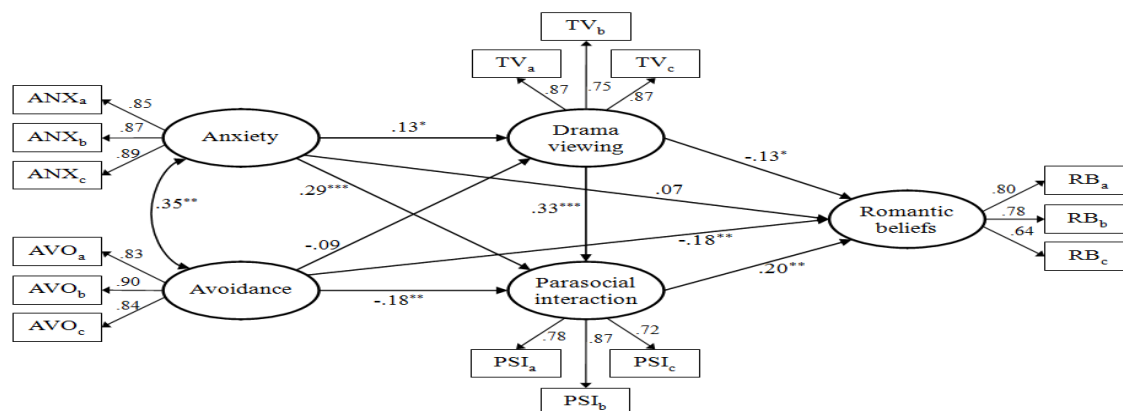 TV_b
TV_a
TV_c
.87
.75
.87
ANX_a
ANX_b
ANX_c
.85
.87
.89
Anxiety
.13*
Drama
viewing
-.13*
.07
.29***
.33***
.35**
-.09
-.18**
.20**
-.18**
Romantic
beliefs
.80
.78
.64
RB_a
RB_b
RB_c
AVO_a
AVO_b
AVO_c
.83
.90
.84
Avoidance
Parasocial
interaction
.78
.87
.72
PSI_a
PSI_b
PSI_c